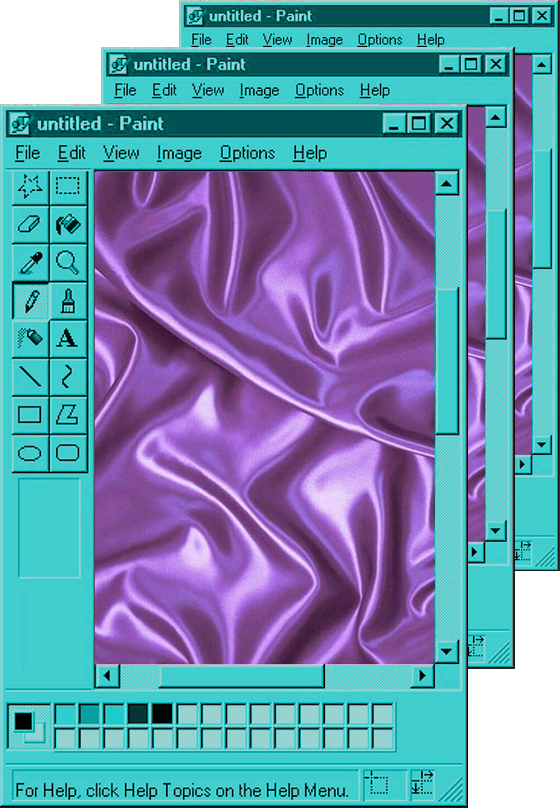 untitled - Paint
File Edit View Image Options Help
untitled - Paint
File Edit View Image Options Help
untitled - Paint
File Edit View Image Options Help
A
For Help, click Help Topics on the Help Menu.